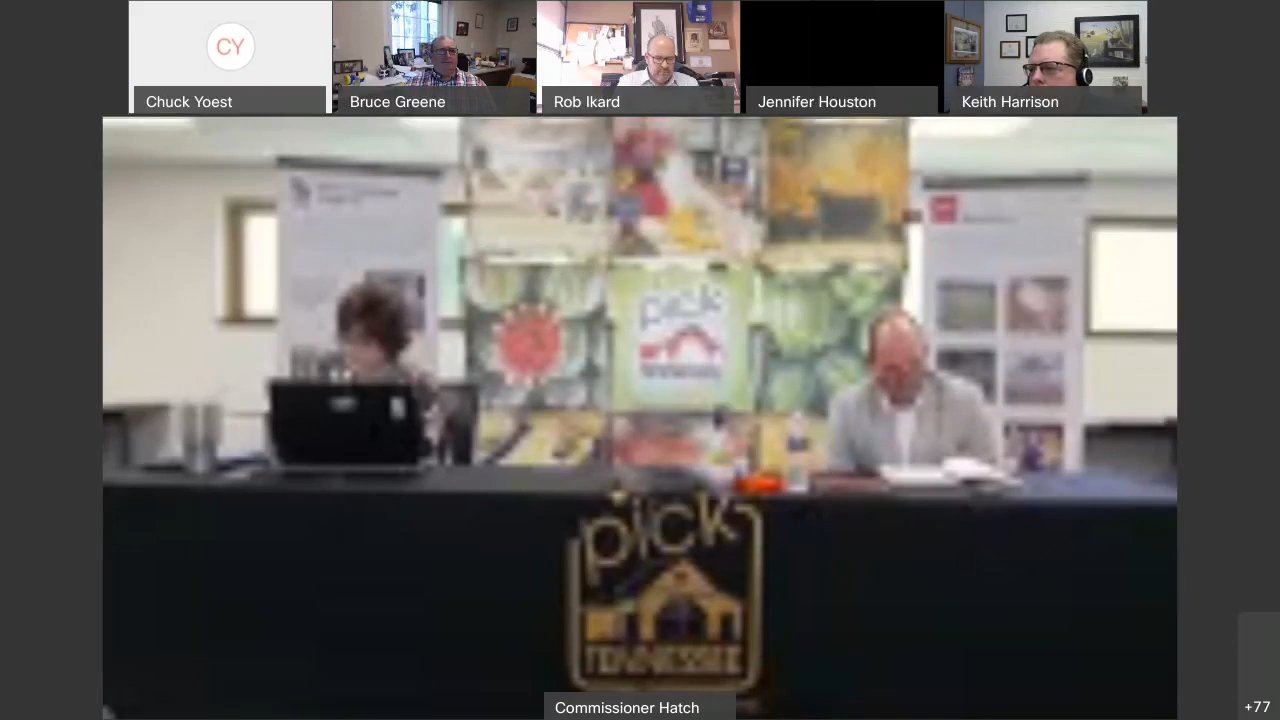 CY
Chuck Yoest
Bruce Greene
Rob Ikard
Jennifer Houston
Keith Harrison
pick
pick
TENNESSEE
Commissioner Hatch
+77